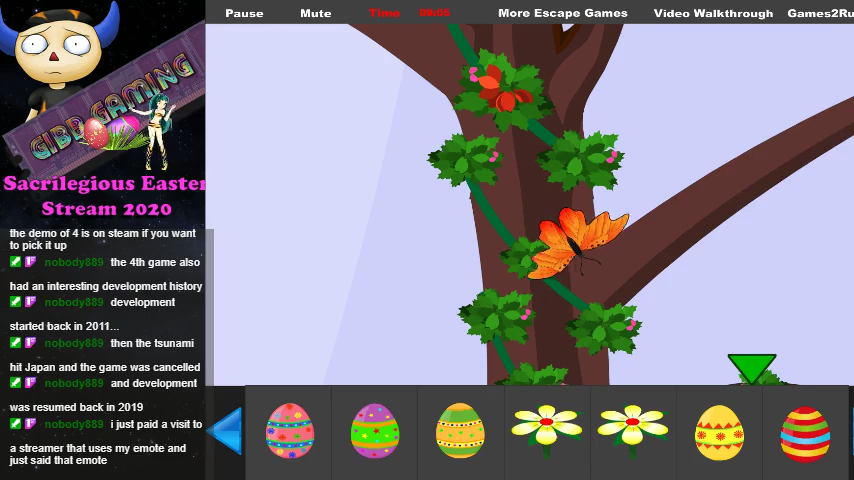 Pause Mute Time 09:06 More Escape Games Video Walkthrough Games2Ru
GIBB GAMING
Sacrilegious Easter
Stream 2020
the demo of 4 is on steam if you want
to pick it up
nobody889 the 4th game also
had an interesting development history
nobody889 development
started back in 2011...
nobody889 then the tsunami
hit Japan and the game was cancelled
nobody889 and development
was resumed back in 2019
nobody889 i just paid a visit to
a streamer that uses my emote and
just said that emote